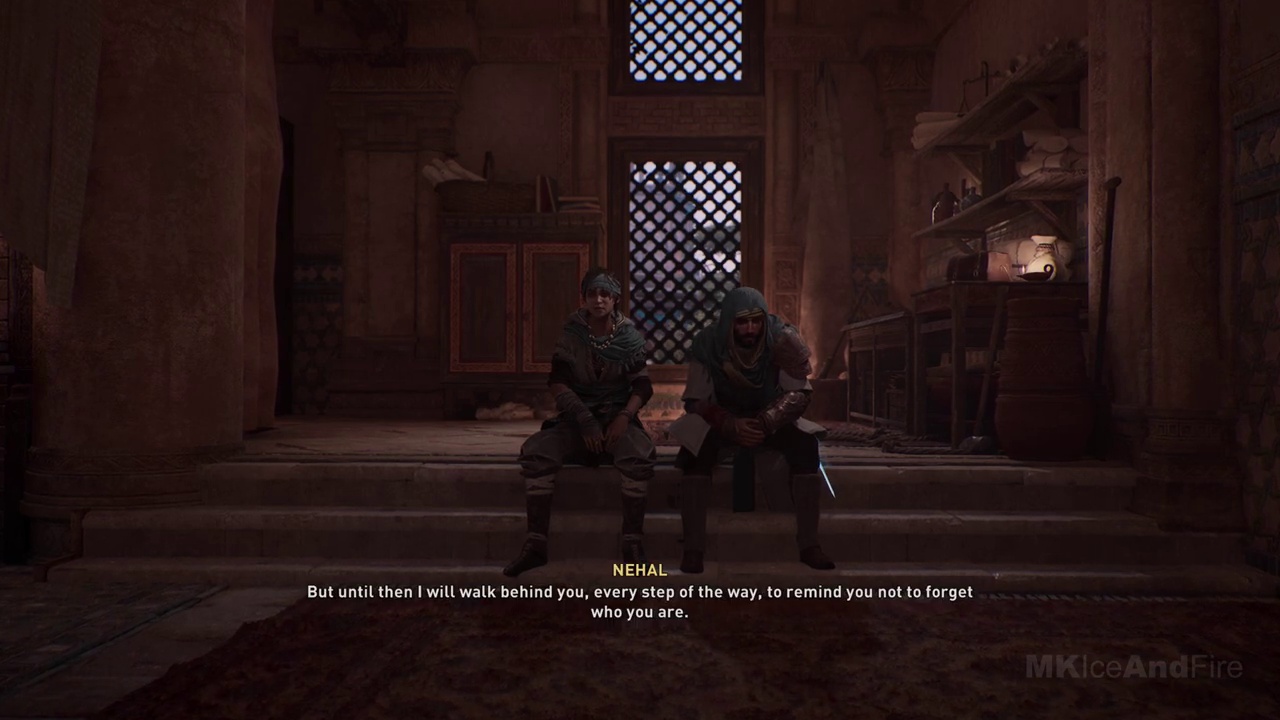 NEHAL
But until then I will walk behind you, every step of the way, to remind you not to forget
who you are.
MKIceAndFire